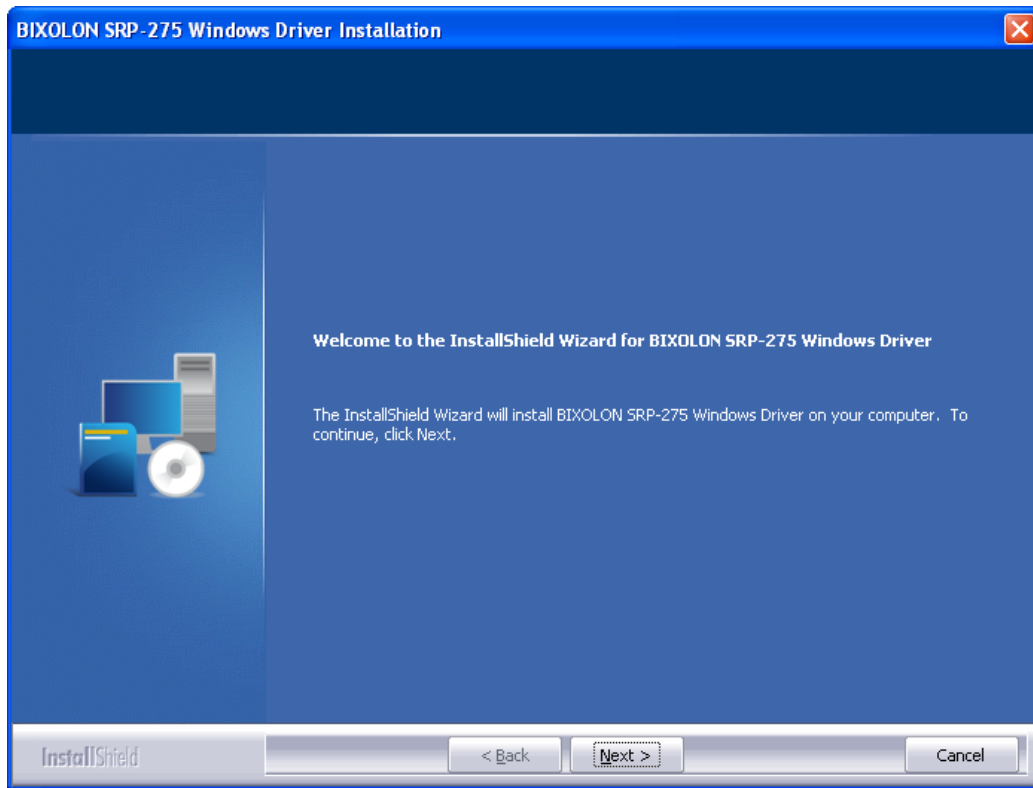 BIXOLON SRP-275 Windows Driver Installation
Welcome to the InstallShield Wizard for BIXOLON SRP-275 Windows Driver
The InstallShield Wizard will install BIXOLON SRP-275 Windows Driver on your computer. To
continue, click Next.
InstallShield
< Back
Next >
Cancel